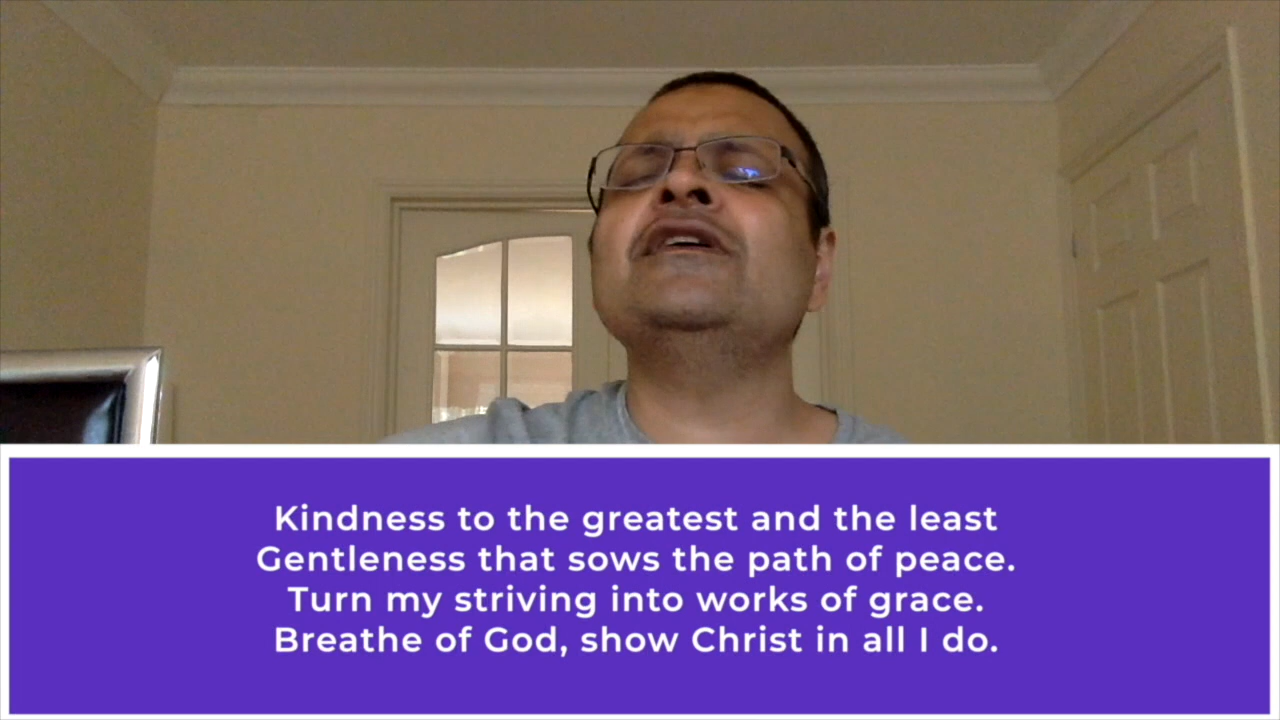 Kindness to the greatest and the least
Gentleness that sows the path of peace.
Turn my striving into works of grace.
Breathe of God, show Christ in all I do.